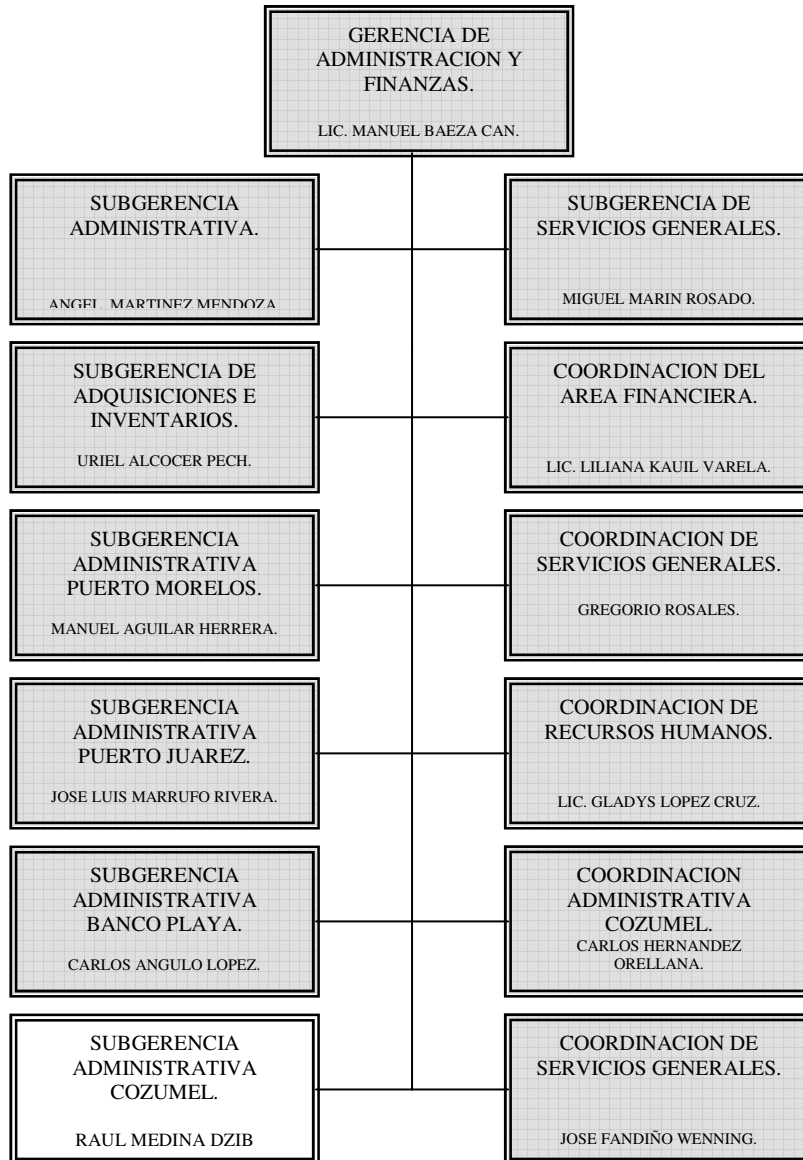 GERENCIA DE
ADMINISTRACION Y
FINANZAS.
LIC. MANUEL BAEZA CAN.
SUBGERENCIA
ADMINISTRATIVA.
ANGEL MARTINEZ MENDOZA
SUBGERENCIA DE
SERVICIOS GENERALES.
MIGUEL MARIN ROSADO.
SUBGERENCIA DE
ADQUISICIONES E
INVENTARIOS.
URIEL ALCOCER PECH.
COORDINACION DEL
AREA FINANCIERA.
LIC. LILIANA KAUIL VARELA.
SUBGERENCIA
ADMINISTRATIVA
PUERTO MORELOS.
MANUEL AGUILAR HERRERA.
COORDINACION DE
SERVICIOS GENERALES.
GREGORIO ROSALES.
SUBGERENCIA
ADMINISTRATIVA
PUERTO JUAREZ.
JOSE LUIS MARRUFO RIVERA.
COORDINACION DE
RECURSOS HUMANOS.
LIC. GLADYS LOPEZ CRUZ.
SUBGERENCIA
ADMINISTRATIVA
BANCO PLAYA.
CARLOS ANGULO LOPEZ.
COORDINACION
ADMINISTRATIVA
COZUMEL.
CARLOS HERNANDEZ
ORELLANA.
SUBGERENCIA
ADMINISTRATIVA
COZUMEL.
RAUL MEDINA DZIB
COORDINACION DE
SERVICIOS GENERALES.
JOSE FANDIÑO WENNING.